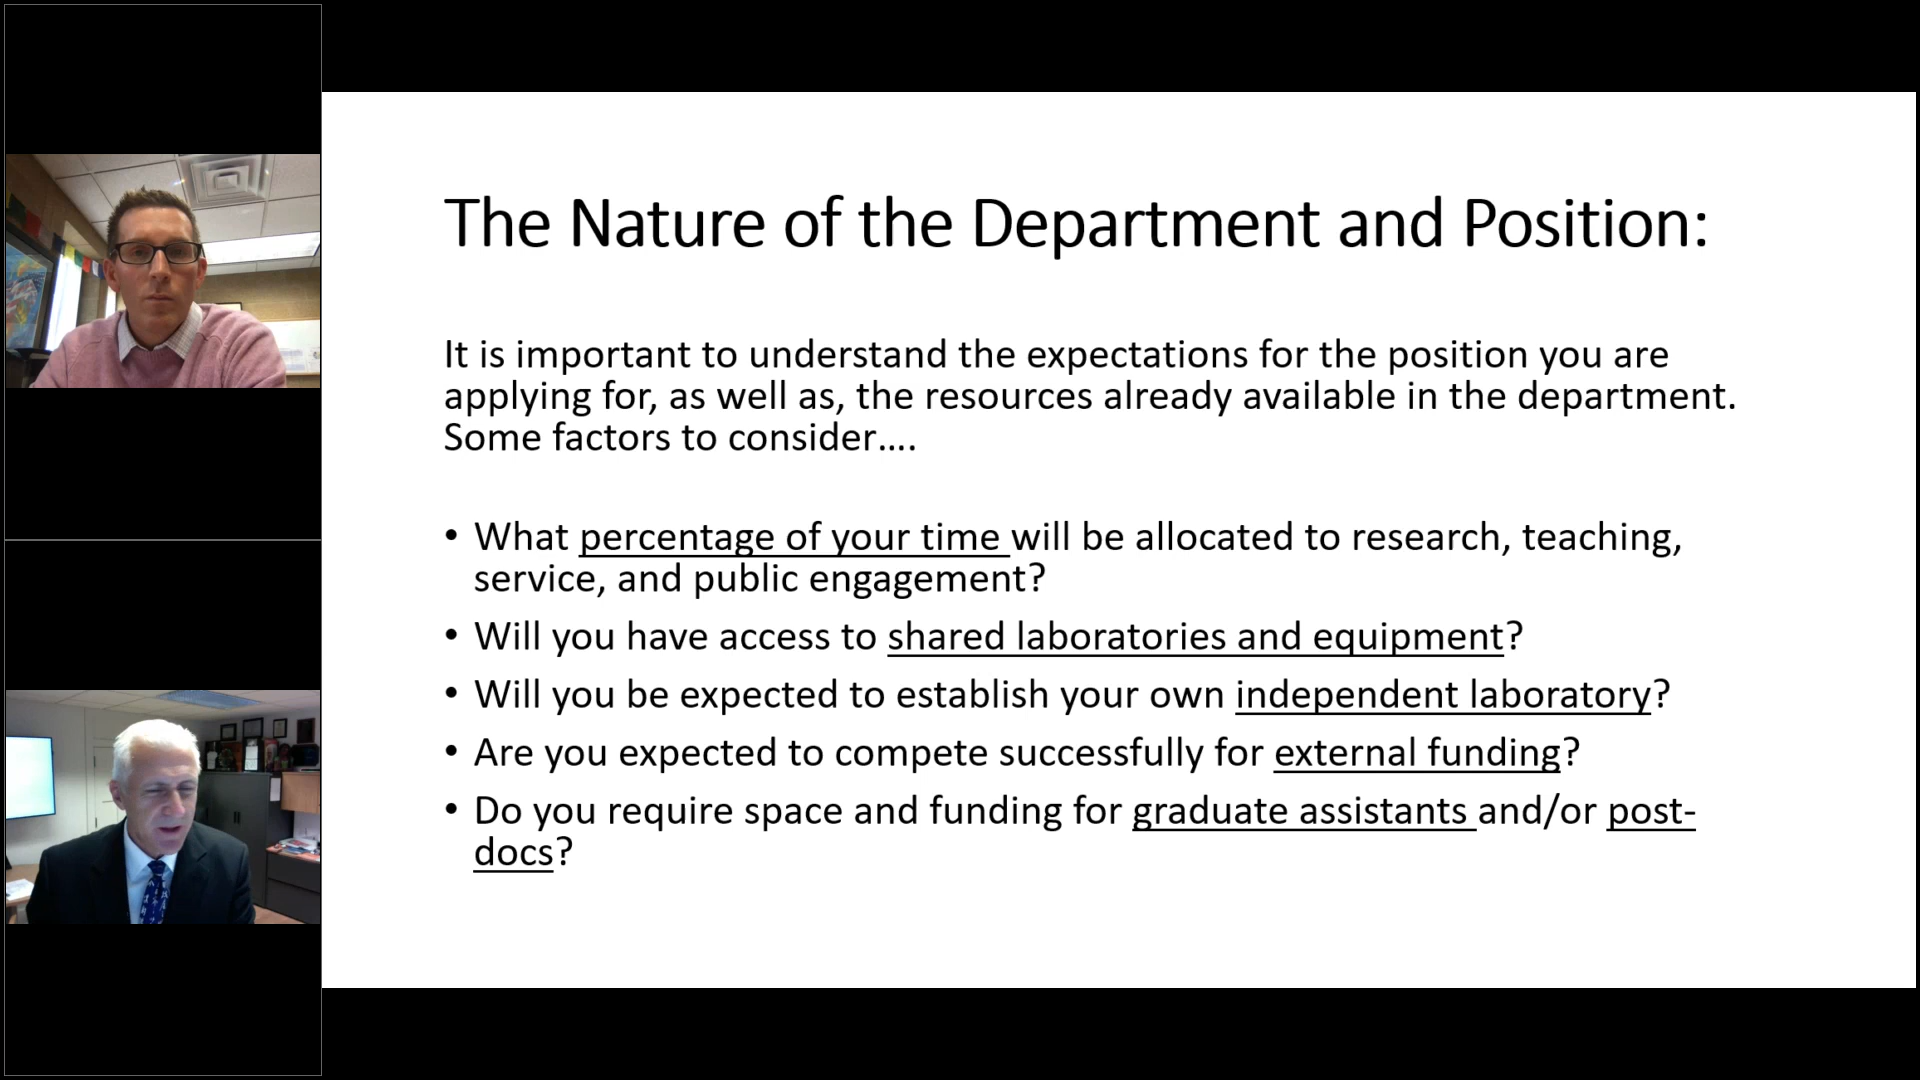 The Nature of the Department and Position:
It is important to understand the expectations for the position you are
applying for, as well as, the resources already available in the department.
Some factors to consider....
• What percentage of your time will be allocated to research, teaching,
service, and public engagement?
• Will you have access to shared laboratories and equipment?
• Will you be expected to establish your own independent laboratory?
• Are you expected to compete successfully for external funding?
• Do you require space and funding for graduate assistants and/or post-
docs?